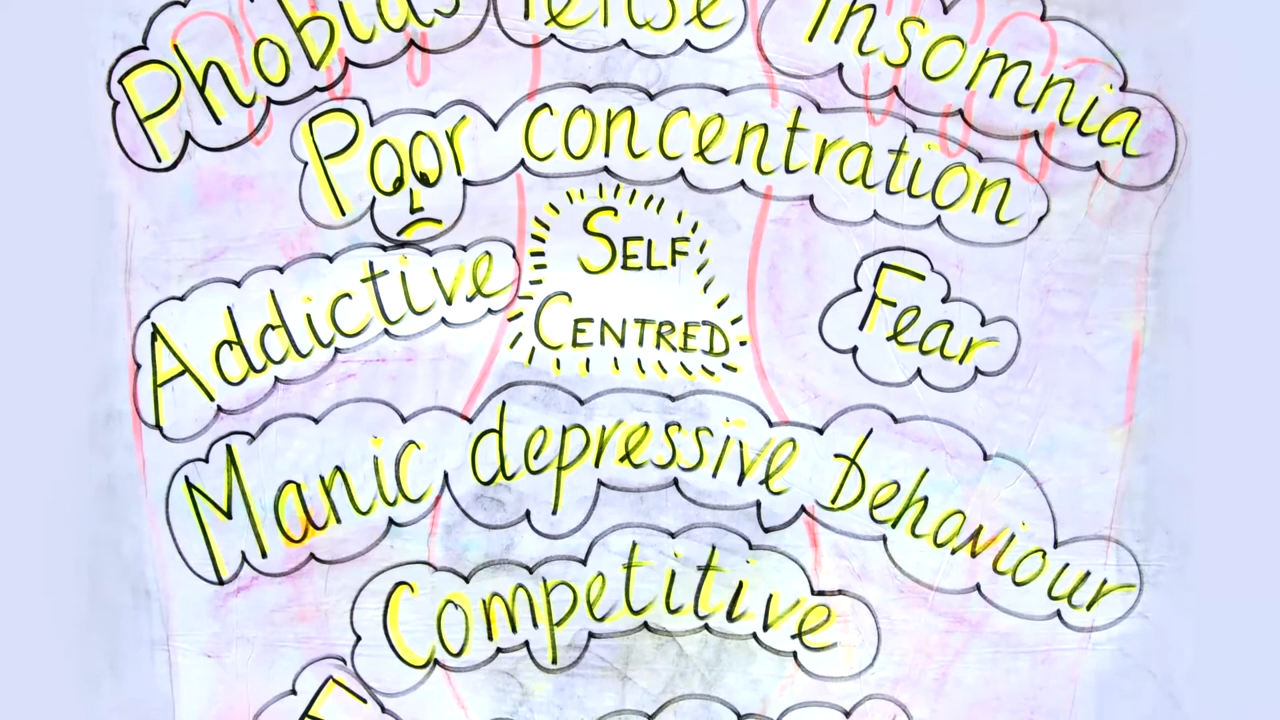 Phobias Tense Insomnia
Poor concentration
SELF
CENTRED
Addictive
Fear
Manic depressive behaviour
Competitive